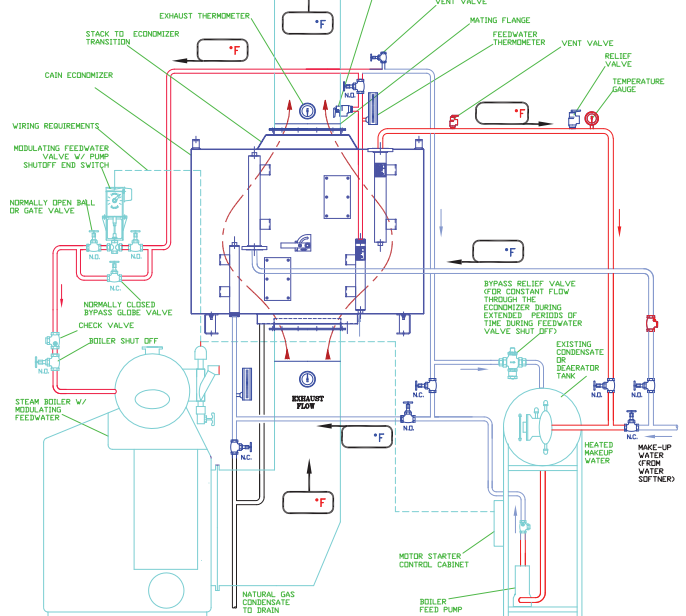 VENT VALVE
EXHAUST THERMOMETER
°F
MATING FLANGE
STACK TO ECONOMIZER
TRANSITION
FEEDWATER
THERMOMETER
VENT VALVE
°F
RELIEF
VALVE
CAIN ECONOMIZER
TEMPERATURE
GAUGE
N.O.
°F
WIRING REQUIREMENTS
MODULATING FEEDWATER
VALVE W/ PUMP
SHUTOFF END SWITCH
NORMALLY OPEN BALL
OR GATE VALVE
N.O.
N.O.
°F
N.C.
NORMALLY CLOSED
BYPASS GLOBE VALVE
BYPASS RELIEF VALVE
(FOR CONSTANT FLOW
THROUGH THE
ECONOMIZER DURING
EXTENDED PERIODS OF
TIME DURING FEEDWATER
VALVE SHUT OFF)
CHECK VALVE
BOILER SHUT OFF
N.O.
EXISTING
CONDENSATE
OR
DEAERATOR
TANK
STEAM BOILER W/
MODULATING
FEEDWATER
EXHAUST
FLOW
N.C.
N.O.
N.O.
N.O.
N.C.
°F
N.C.
HEATED
MAKEUP
WATER
MAKE-UP
WATER
(FROM
WATER
SOFTNER)
°F
MOTOR STARTER
CONTROL CABINET
NATURAL GAS
CONDENSATE
TO DRAIN
BOILER
FEED PUMP